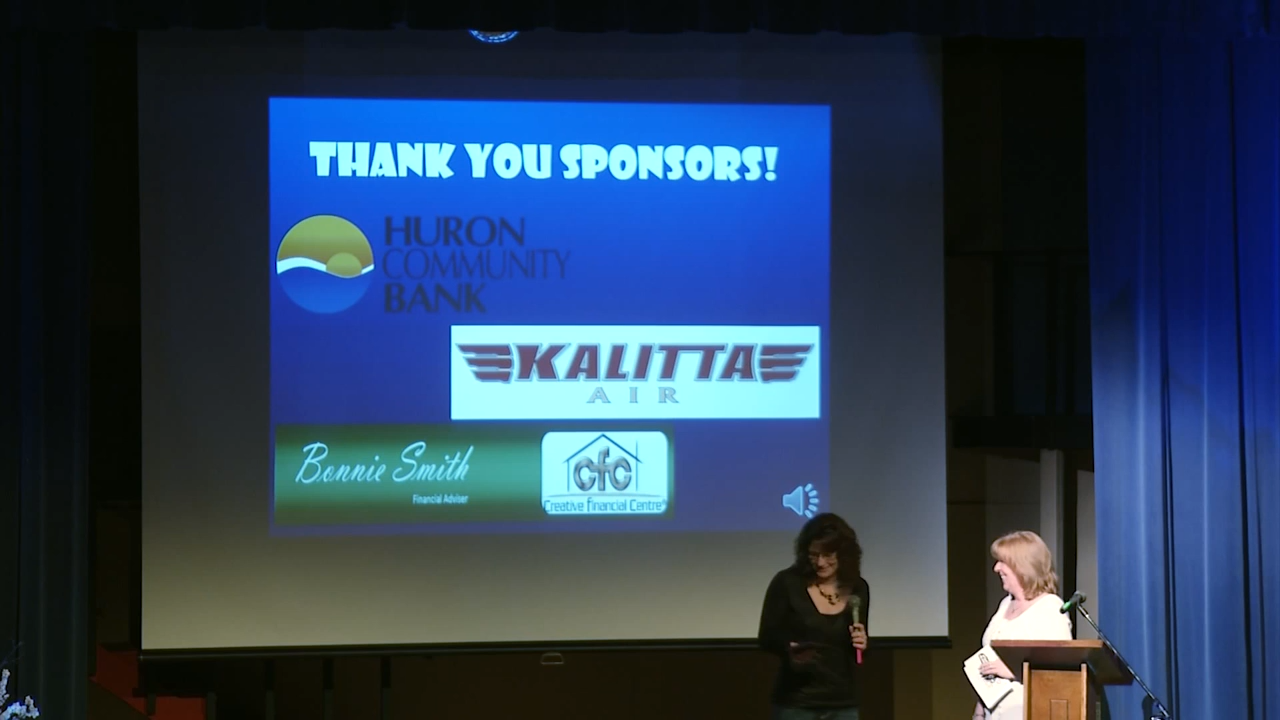 THANK YOU SPONSORS!
HURON
COMMUNITY
BANK
KALITTA
AIR
Bonnie Smith
Financial Adviser
cfc
Creative Financial Centre